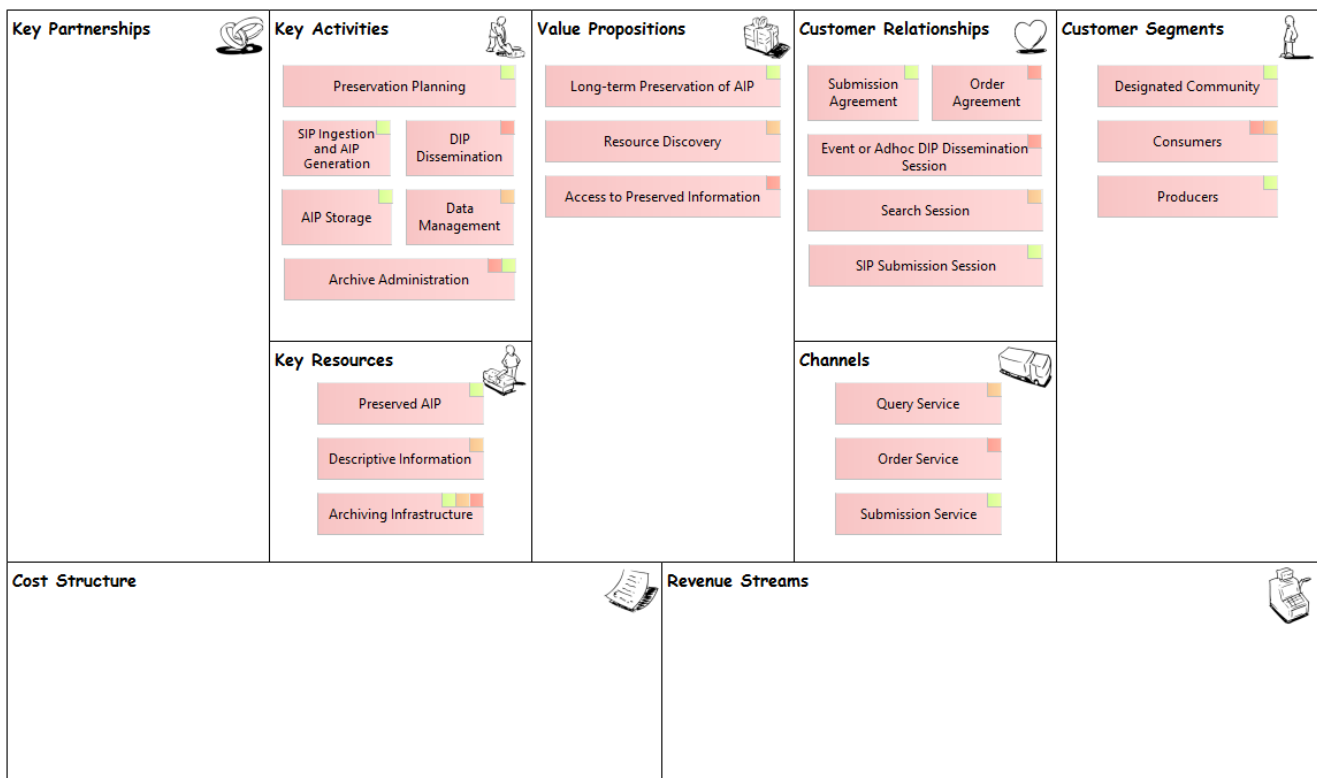 Key Partnerships
Key Activities
Preservation Planning
SIP Ingestion
and AIP
Generation
DIP
Dissemination
AIP Storage
Data
Management
Archive Administration
Key Resources
Preserved AIP
Descriptive Information
Archiving Infrastructure
Value Propositions
Long-term Preservation of AIP
Resource Discovery
Access to Preserved Information
Customer Relationships
Submission
Agreement
Order
Agreement
Event or Adhoc DIP Dissemination
Session
Search Session
SIP Submission Session
Channels
Query Service
Order Service
Submission Service
Customer Segments
Designated Community
Consumers
Producers
Cost Structure
Revenue Streams